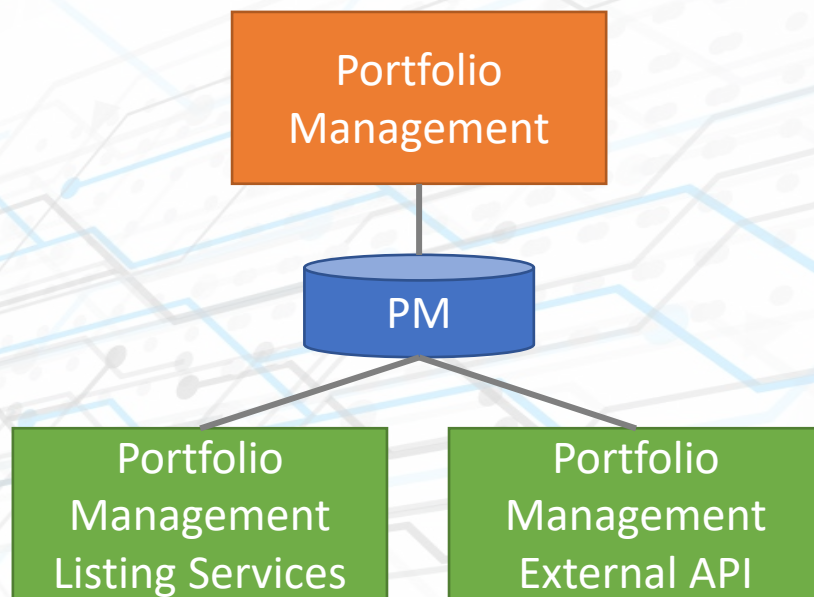 Portfolio
Management
PM
Portfolio
Management
Listing Services
Portfolio
Management
External API